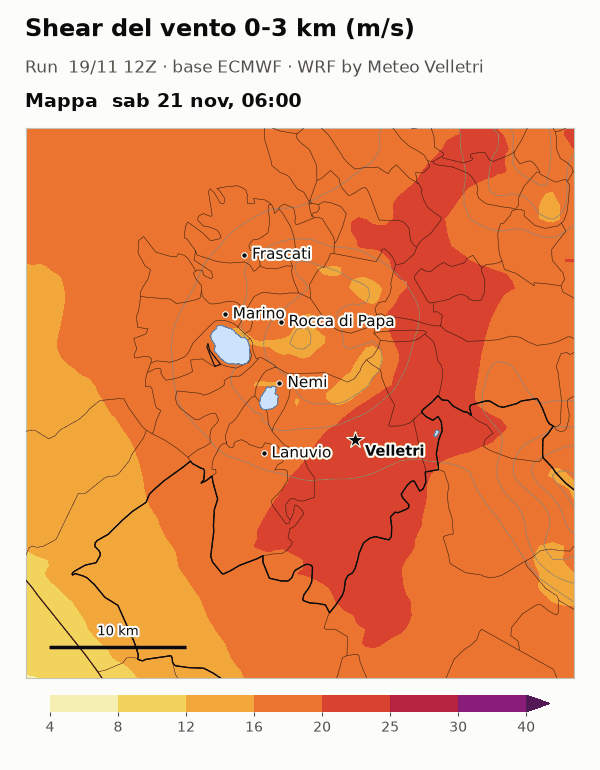 Shear del vento 0-3 km (m/s)
Run  19/11 12Z · base ECMWF · WRF by Meteo Velletri
Mappa  sab 21 nov, 06:00
Frascati
Marino
Rocca di Papa
Nemi
Velletri
Lanuvio
10 km
4 8 12 16 20 25 30 40